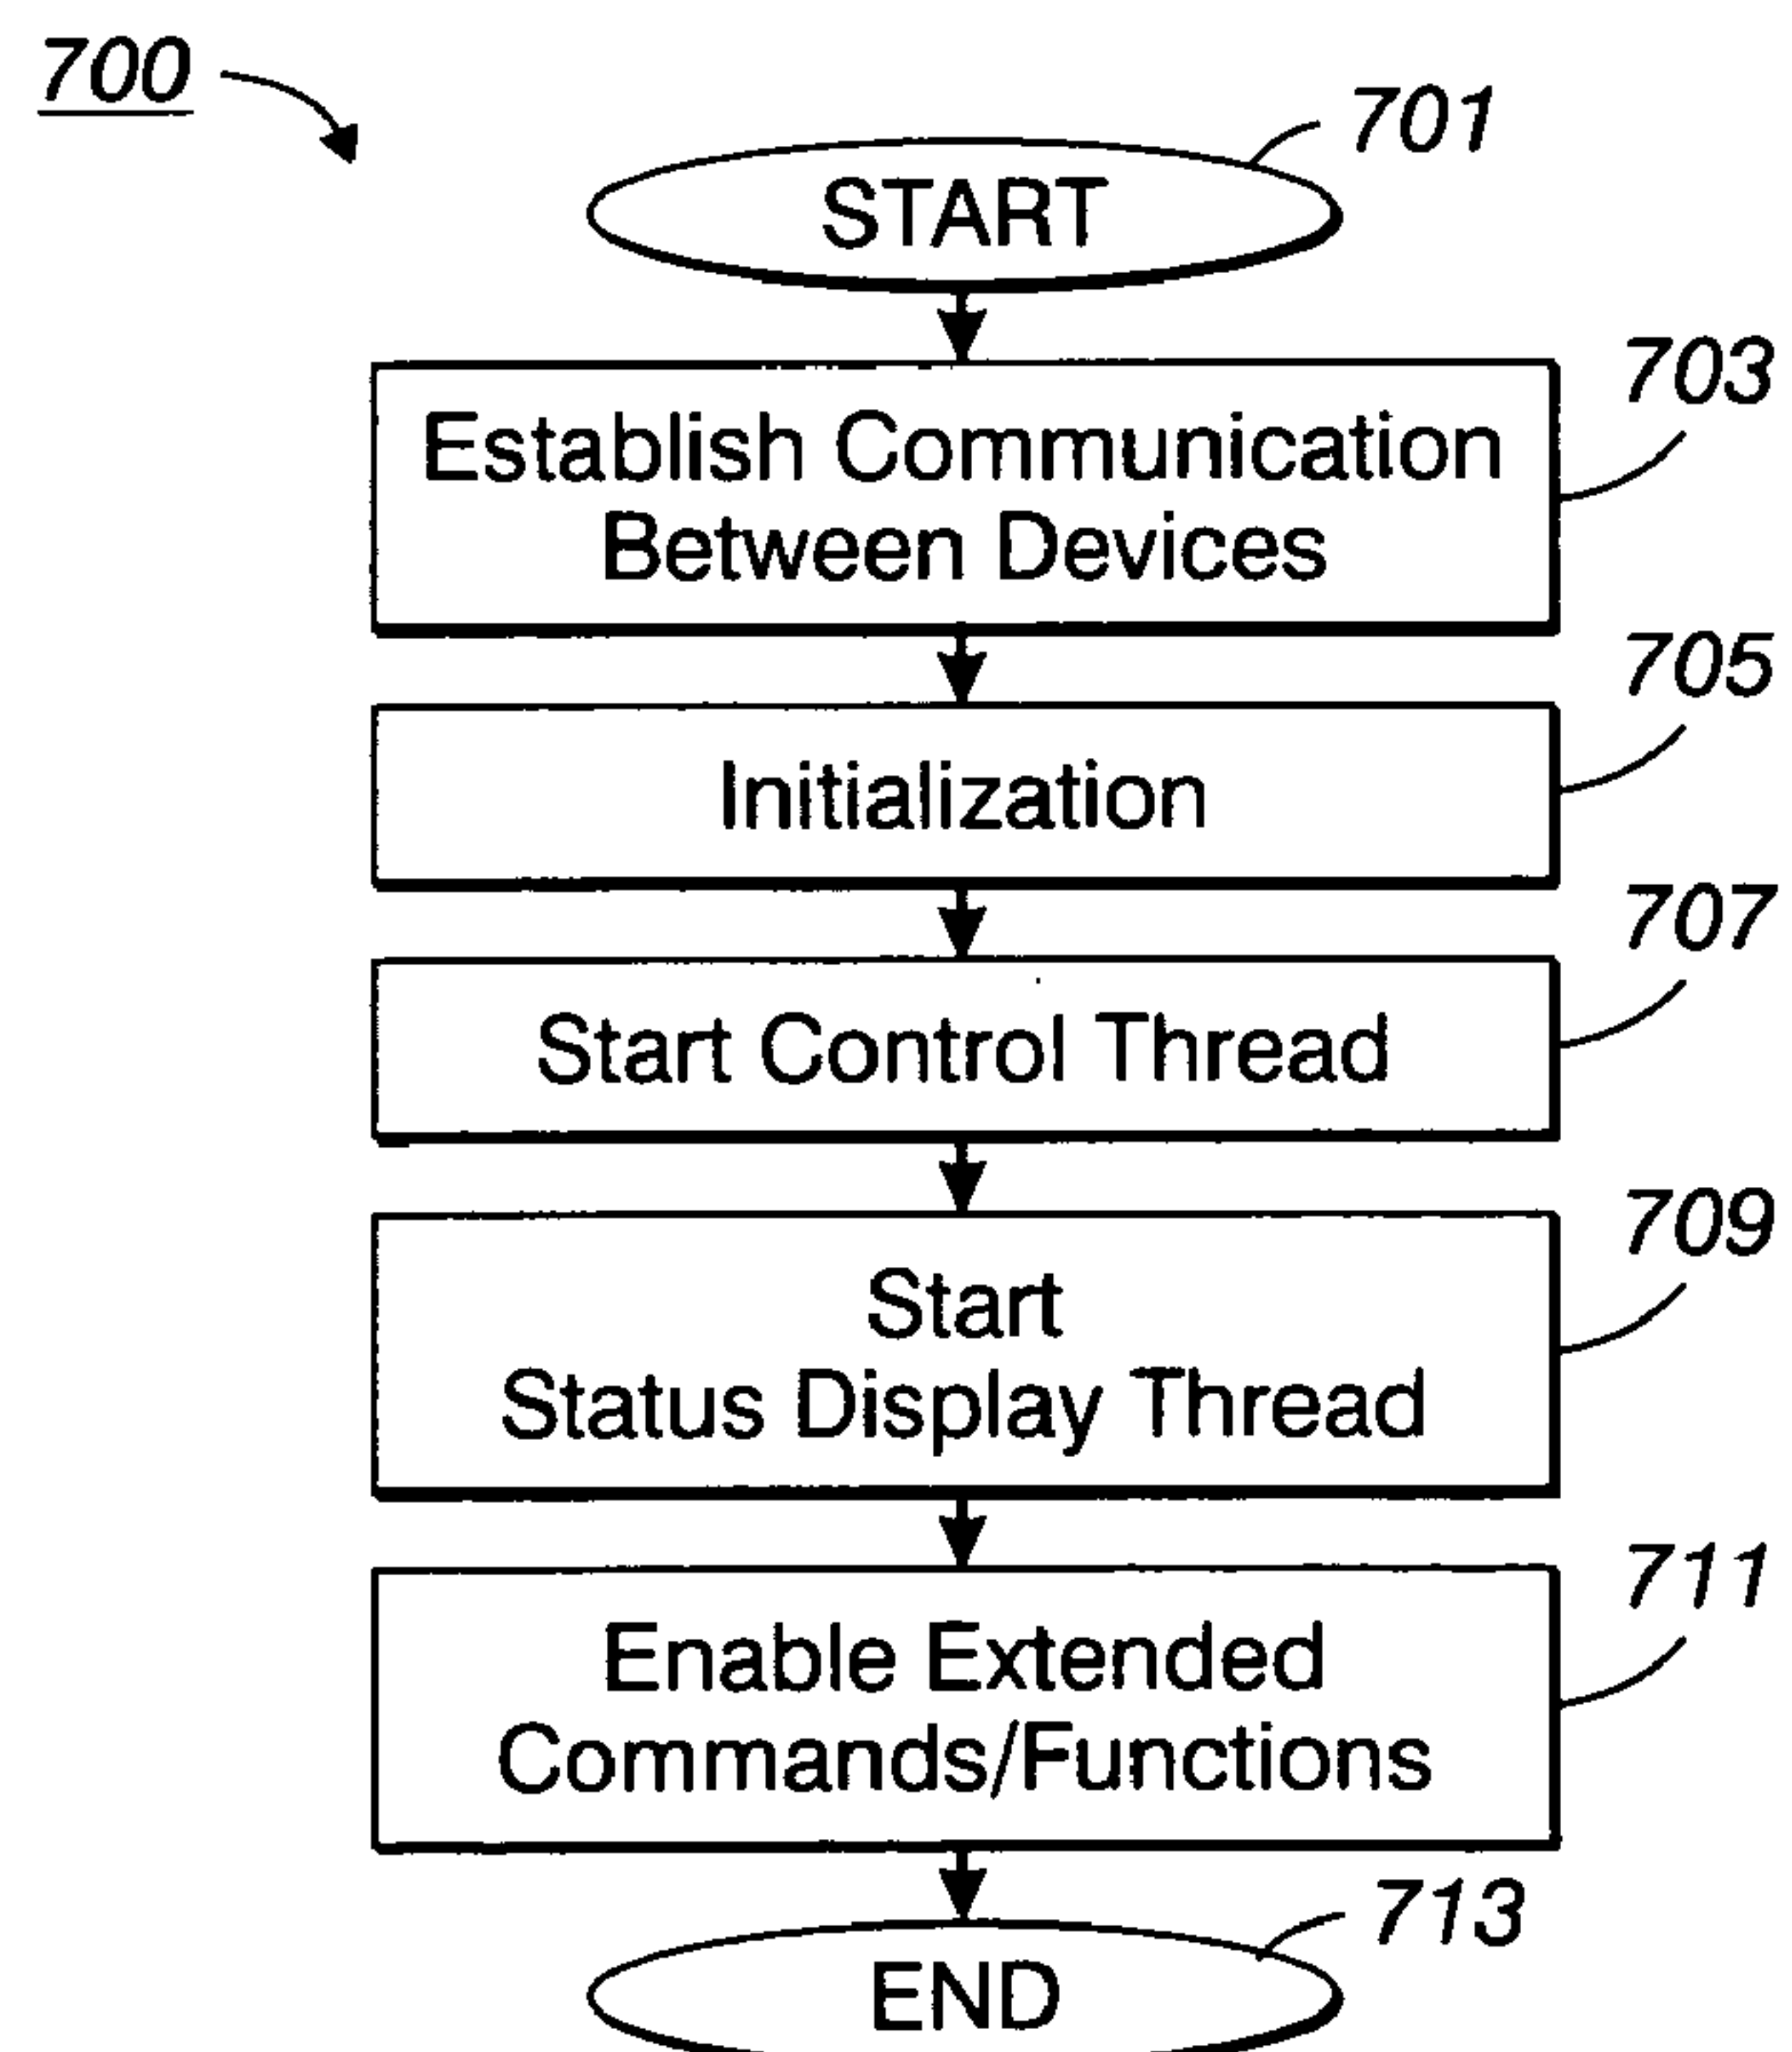 700
701
START
703
Establish Communication
Between Devices
705
Initialization
707
Start Control Thread
709
Start
Status Display Thread
711
Enable Extended
Commands/Functions
713
END